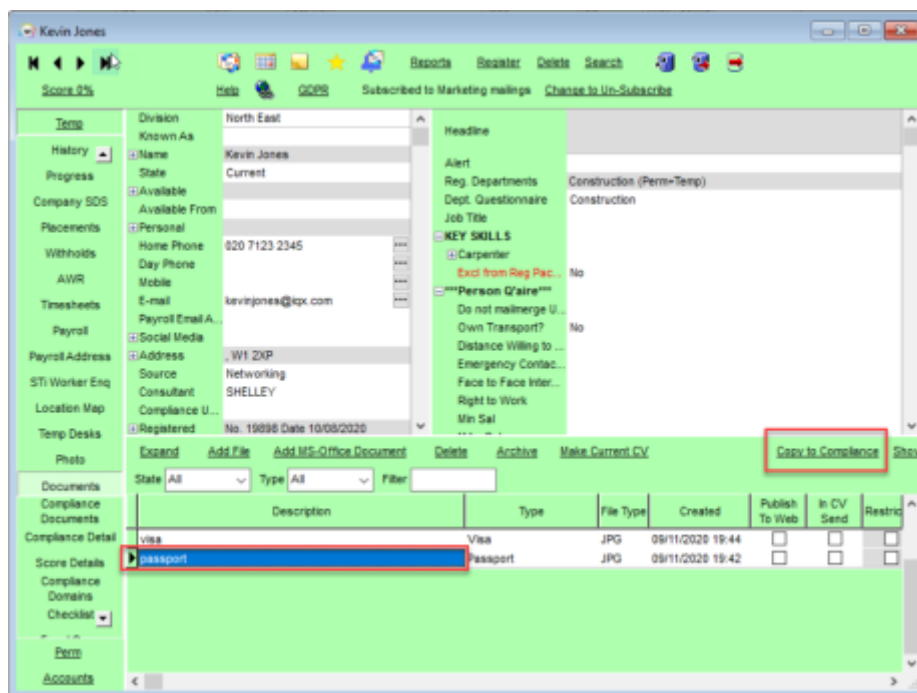 Kevin Jones
Reports Register Delete Search
Score 0% Help GDPR Subscribed to Marketing mailings Change to Un-Subscribe
Temp
History
Progress
Company SDS
Placements
Withholds
AWR
Timesheets
Payroll
Payroll Address
STi Worker Enq
Location Map
Temp Desks
Photo
Documents
Compliance
Documents
Compliance Detail
Score Details
Compliance
Domains
Checklist
Perm
Accounts
Division North East
Known As
Name Kevin Jones
State Current
Available
Available From
Personal
Home Phone 020 7123 2345
Day Phone
Mobile
E-mail kevinjones@iqx.com
Payroll Email A...
Social Media
Address , W1 2XP
Source Networking
Consultant SHELLEY
Compliance U...
Registered No. 19898 Date 10/08/2020
Headline
Alert
Reg. Departments Construction (Perm+Temp)
Dept. Questionnaire Construction
Job Title
KEY SKILLS
Carpenter
Excl from Reg Pac... No
***Person Q'aire***
Do not mailmerge U...
Own Transport? No
Distance Willing to ...
Emergency Contac...
Face to Face Inter...
Right to Work
Min Sal
Expand Add File Add MS-Office Document Delete Archive Make Current CV Copy to Compliance Show
State All Type All Filter
Description Type File Type Created Publish To Web In CV Send Restric
visa Visa JPG 09/11/2020 19:44
passport Passport JPG 09/11/2020 19:42